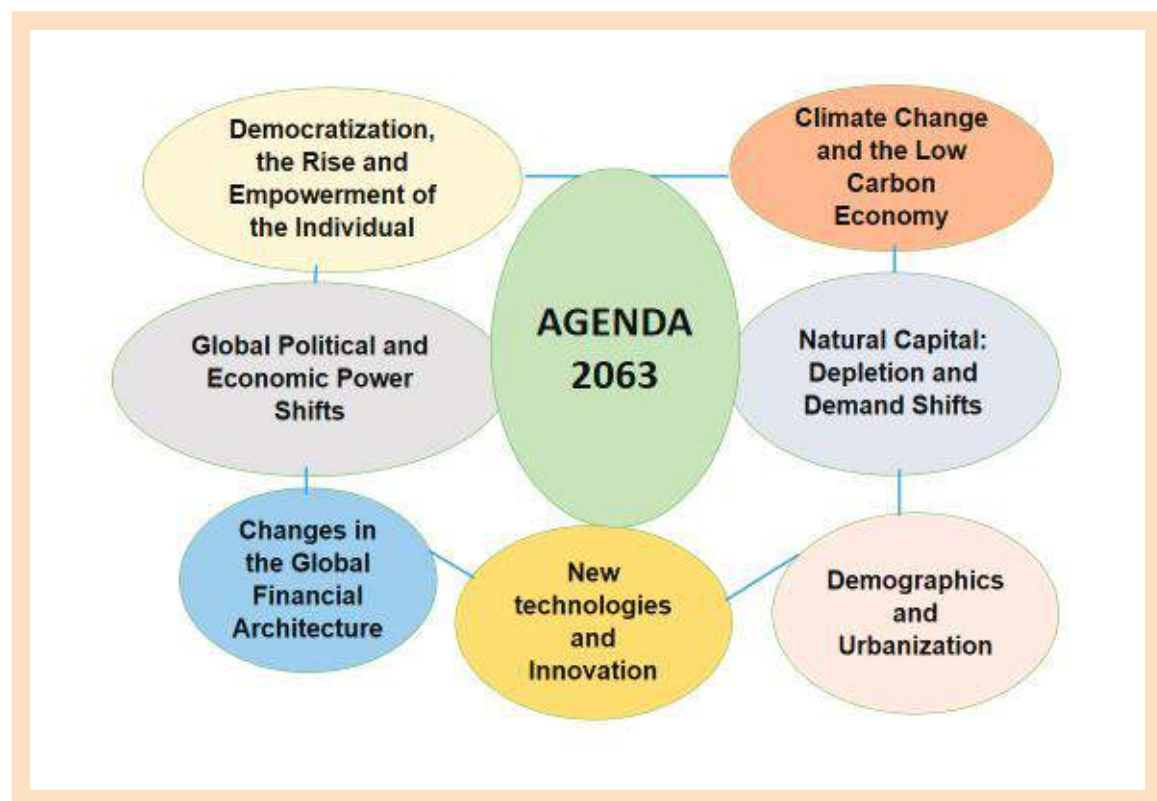 Democratization,
the Rise and
Empowerment of
the Individual
Climate Change
and the Low
Carbon
Economy
AGENDA
2063
Global Political and
Economic Power
Shifts
Natural Capital:
Depletion and
Demand Shifts
Changes in
the Global
Financial
Architecture
New
technologies
and
Innovation
Demographics
and
Urbanization